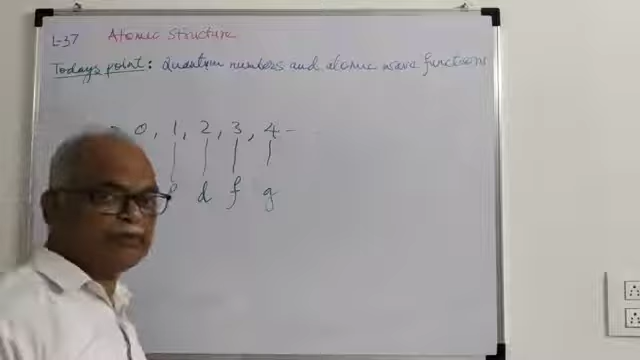 L-37 Atomic Structure
Todays point: Quantum numbers and atomic wave functions
0, 1, 2, 3, 4 –
d f g